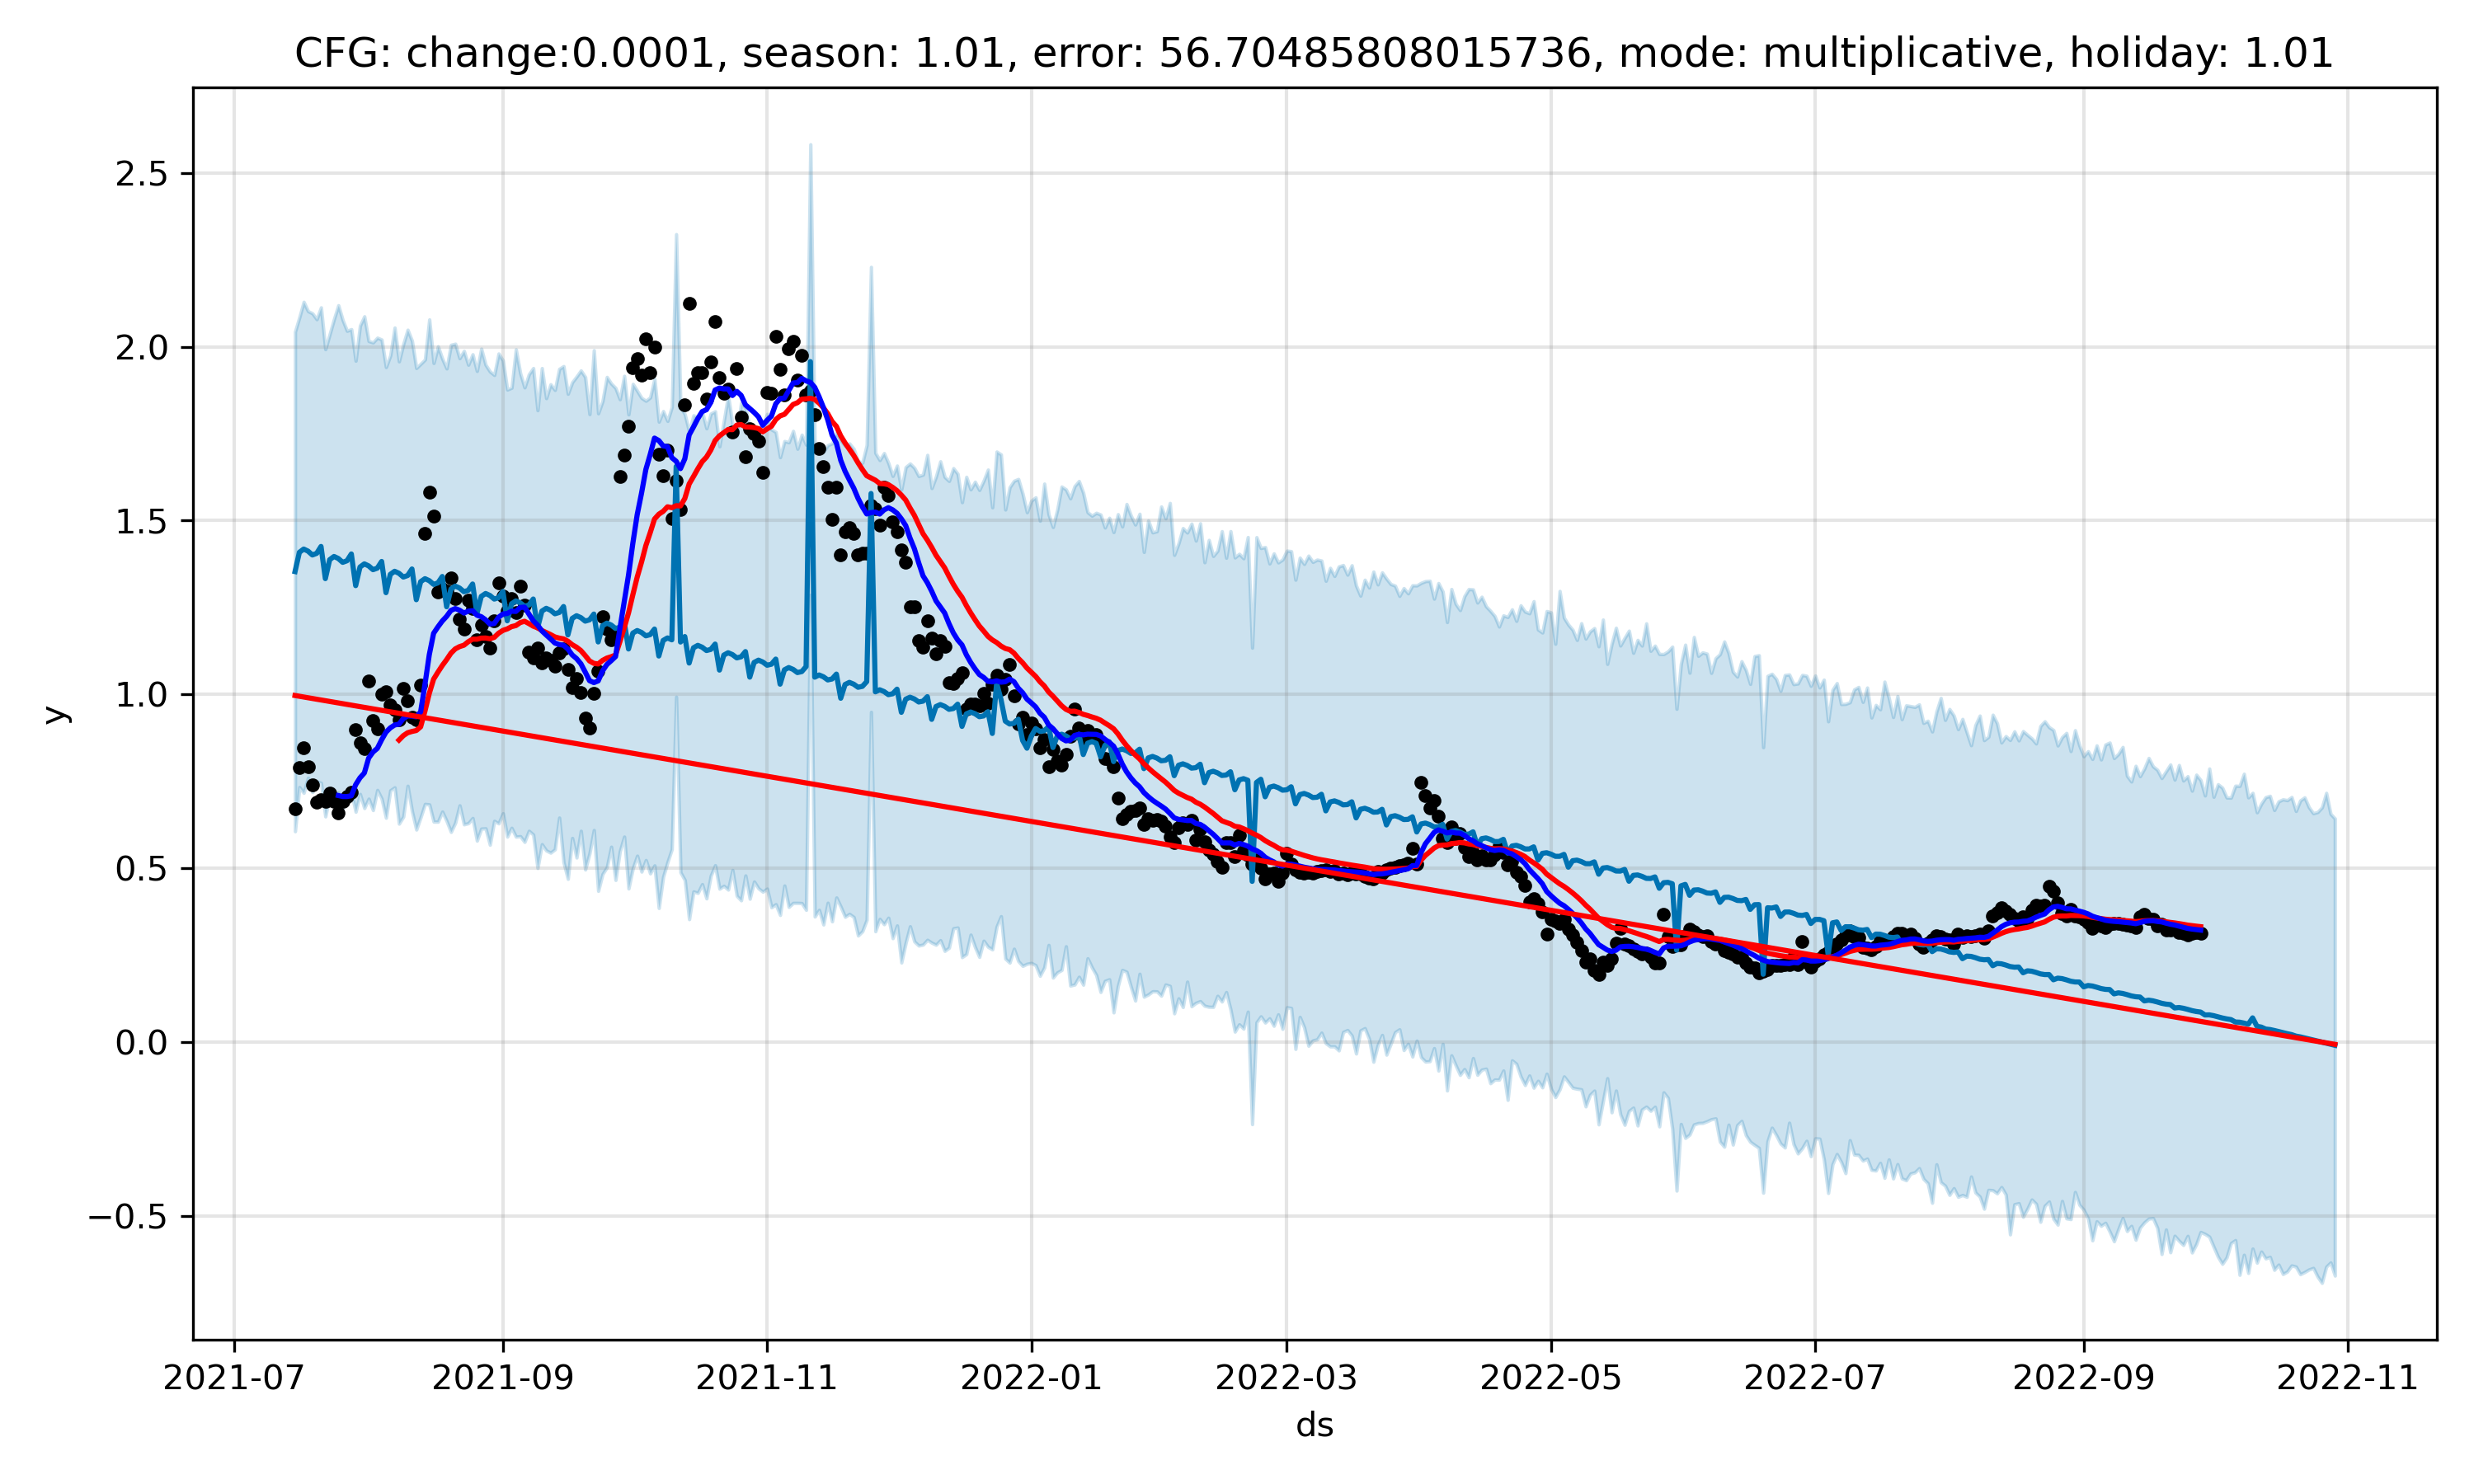 CFG: change:0.0001, season: 1.01, error: 56.70485808015736, mode: multiplicative, holiday: 1.01
2.5
2.0
1.5
1.0
0.5
0.0
−0.5
y
2021-07 2021-09 2021-11 2022-01 2022-03 2022-05 2022-07 2022-09 2022-11
ds